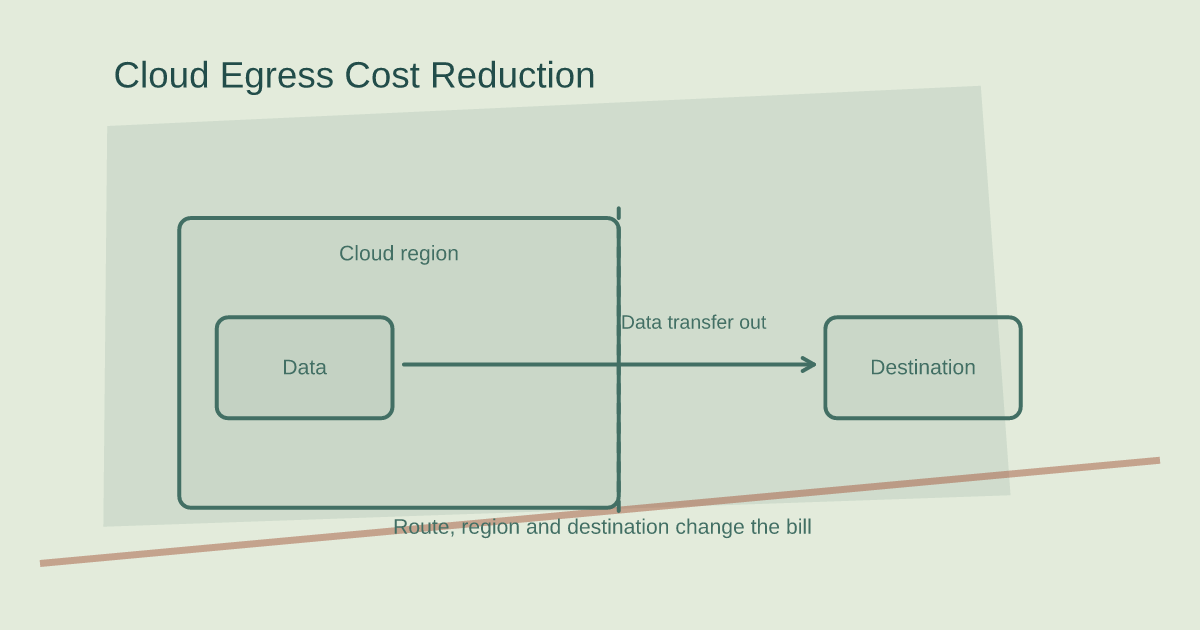 Cloud Egress Cost Reduction
Cloud region
Data transfer out
Data
Destination
Route, region and destination change the bill